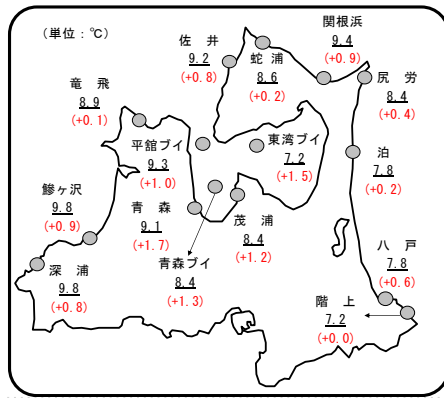 （単位：℃）
関根浜
9.4
(+0.9)
佐井
9.2
(+0.8)
蛇浦
8.6
(+0.2)
尻労
8.4
(+0.4)
竜飛
8.9
(+0.1)
平舘ブイ
9.3
(+1.0)
東湾ブイ
7.2
(+1.5)
泊
7.8
(+0.2)
鰺ヶ沢
9.8
(+0.9)
青森
9.1
(+1.7)
茂浦
8.4
(+1.2)
青森ブイ
8.4
(+1.3)
深浦
9.8
(+0.8)
八戸
7.8
(+0.6)
階上
7.2
(+0.0)